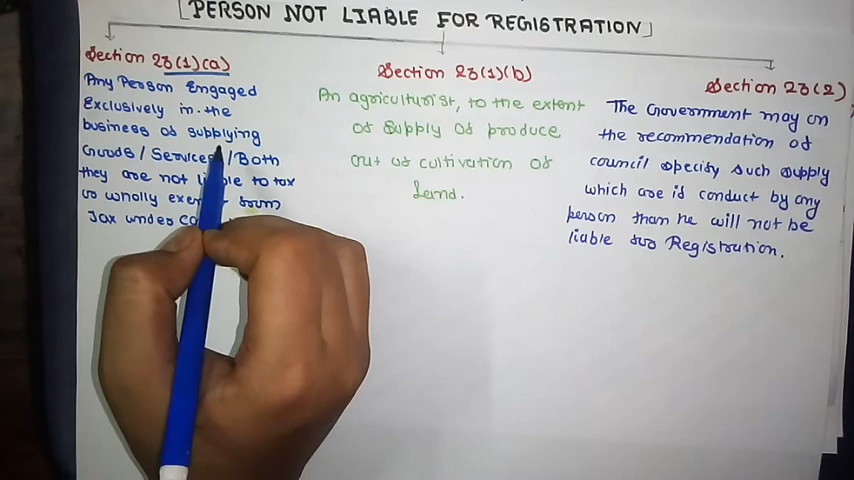 [PERSON NOT LIABLE FOR REGISTRATION]
Section 23(1)(a)
Any Person Engaged
Exclusively in the
business of supplying
Goods/Services/Both
they are not liable to tax
or wholly from
Tax under
Section 23(1)(b)
An agriculturist, to the extent
of supply of produce
out of cultivation of
land.
Section 23(2)
The Government may on
the recommendation of
council specify such supply
which are if conduct by any
person than he will not be
liable for Registration.